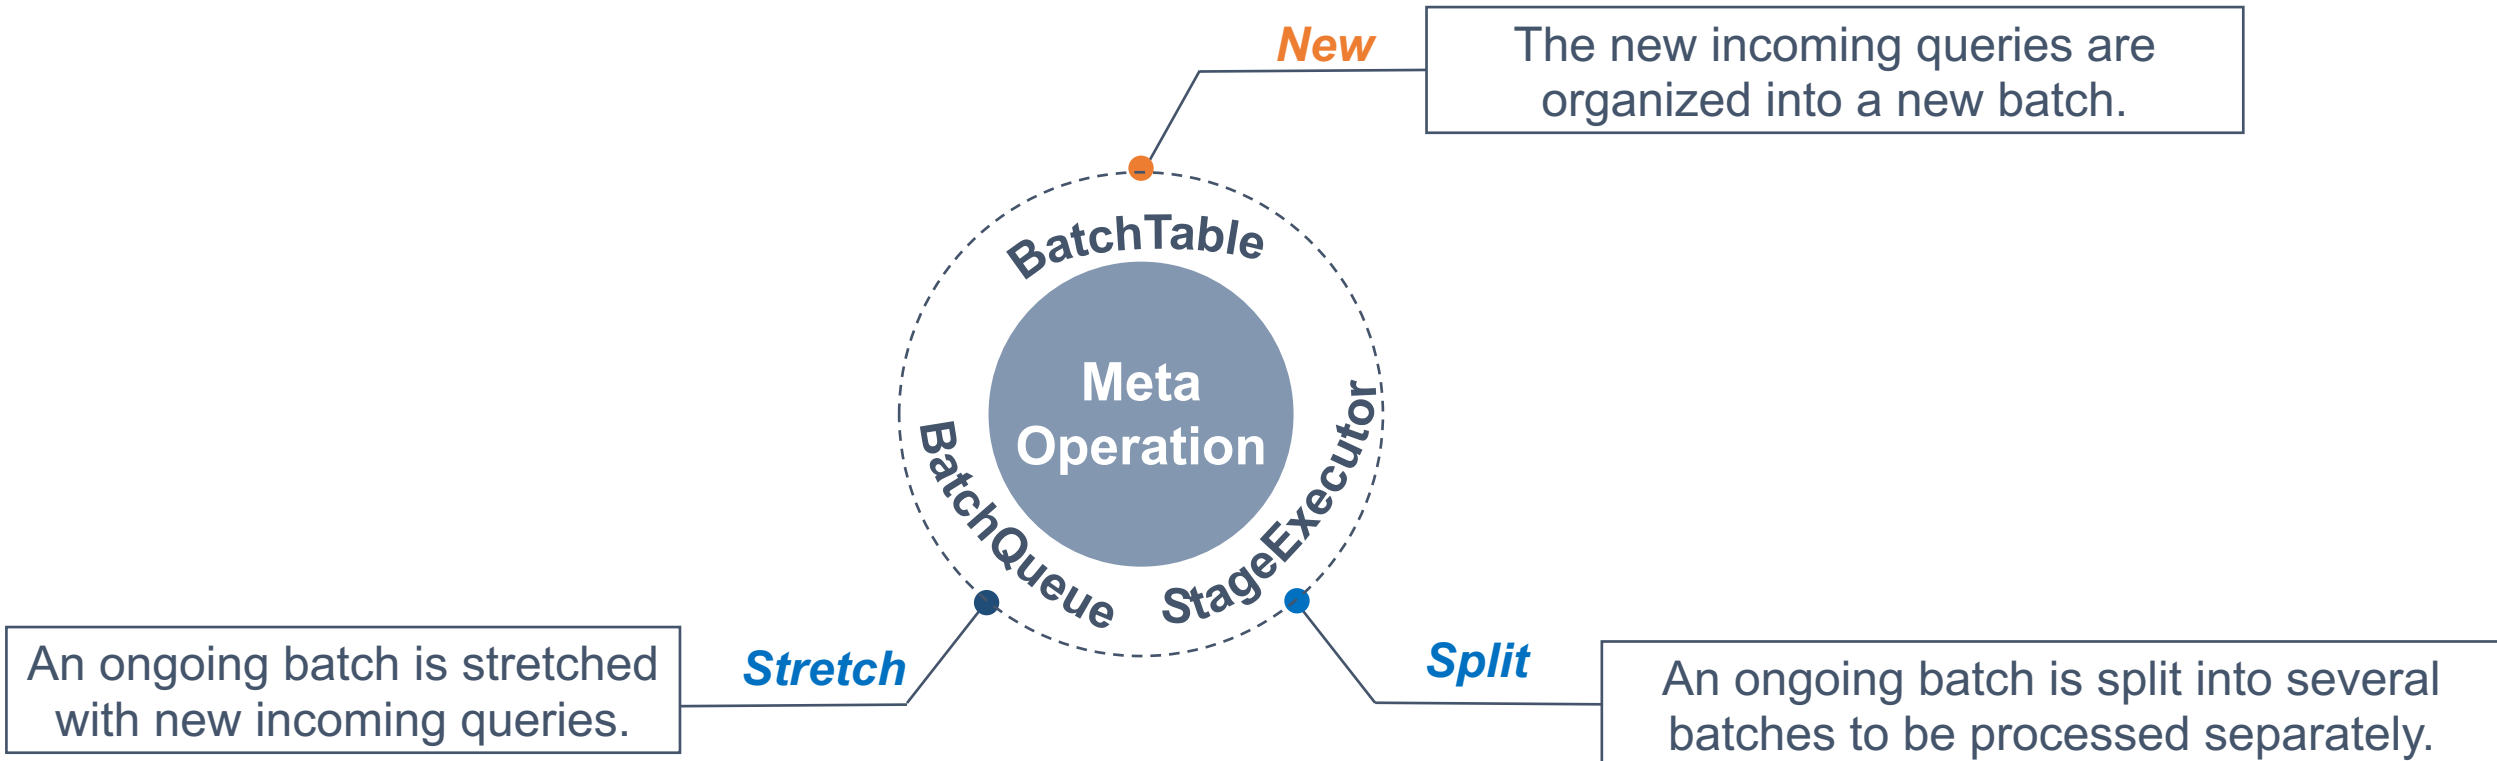 New
The new incoming queries are
organized into a new batch.
BatchTable
Meta
Operation
BatchQueue
StageExecutor
Stretch
An ongoing batch is stretched
with new incoming queries.
Split
An ongoing batch is split into several
batches to be processed separately.